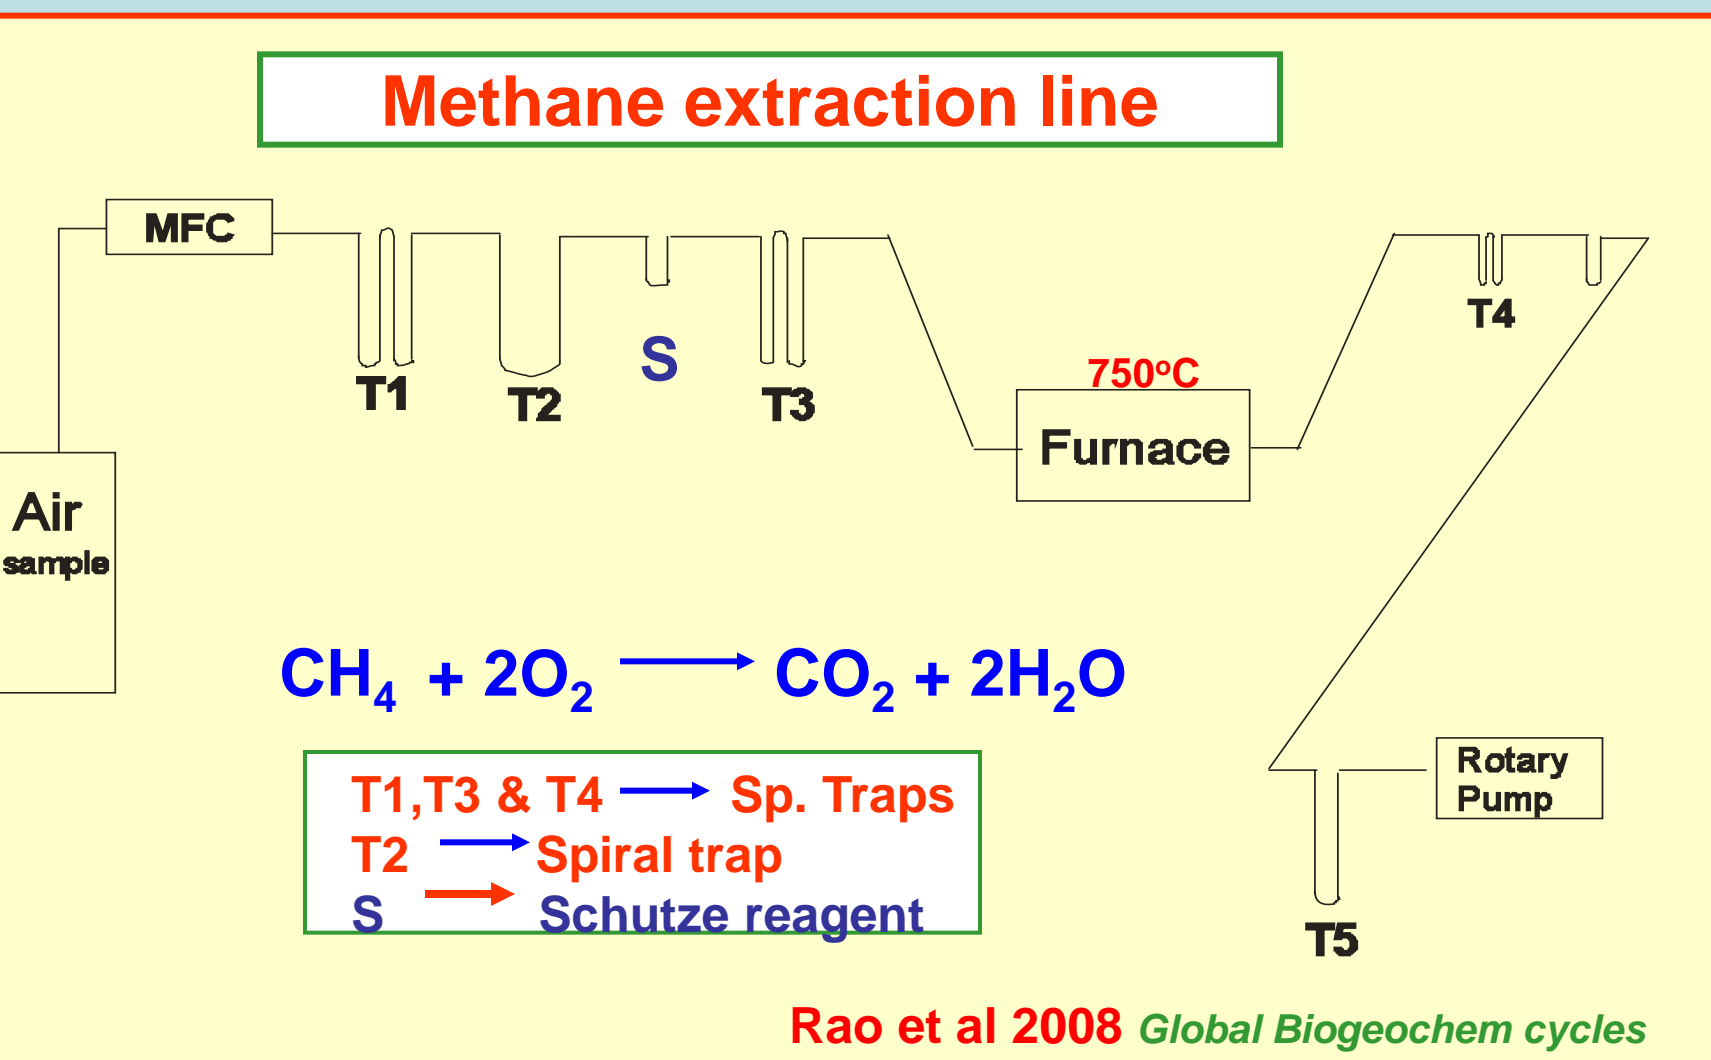 Methane extraction line
MFC
T1
T2
S
T3
750°C
Furnace
T4
Air
sample
CH₄ + 2O₂ → CO₂ + 2H₂O
T1,T3 & T4 → Sp. Traps
T2 → Spiral trap
S → Schutze reagent
Rotary
Pump
T5
Rao et al 2008 Global Biogeochem cycles